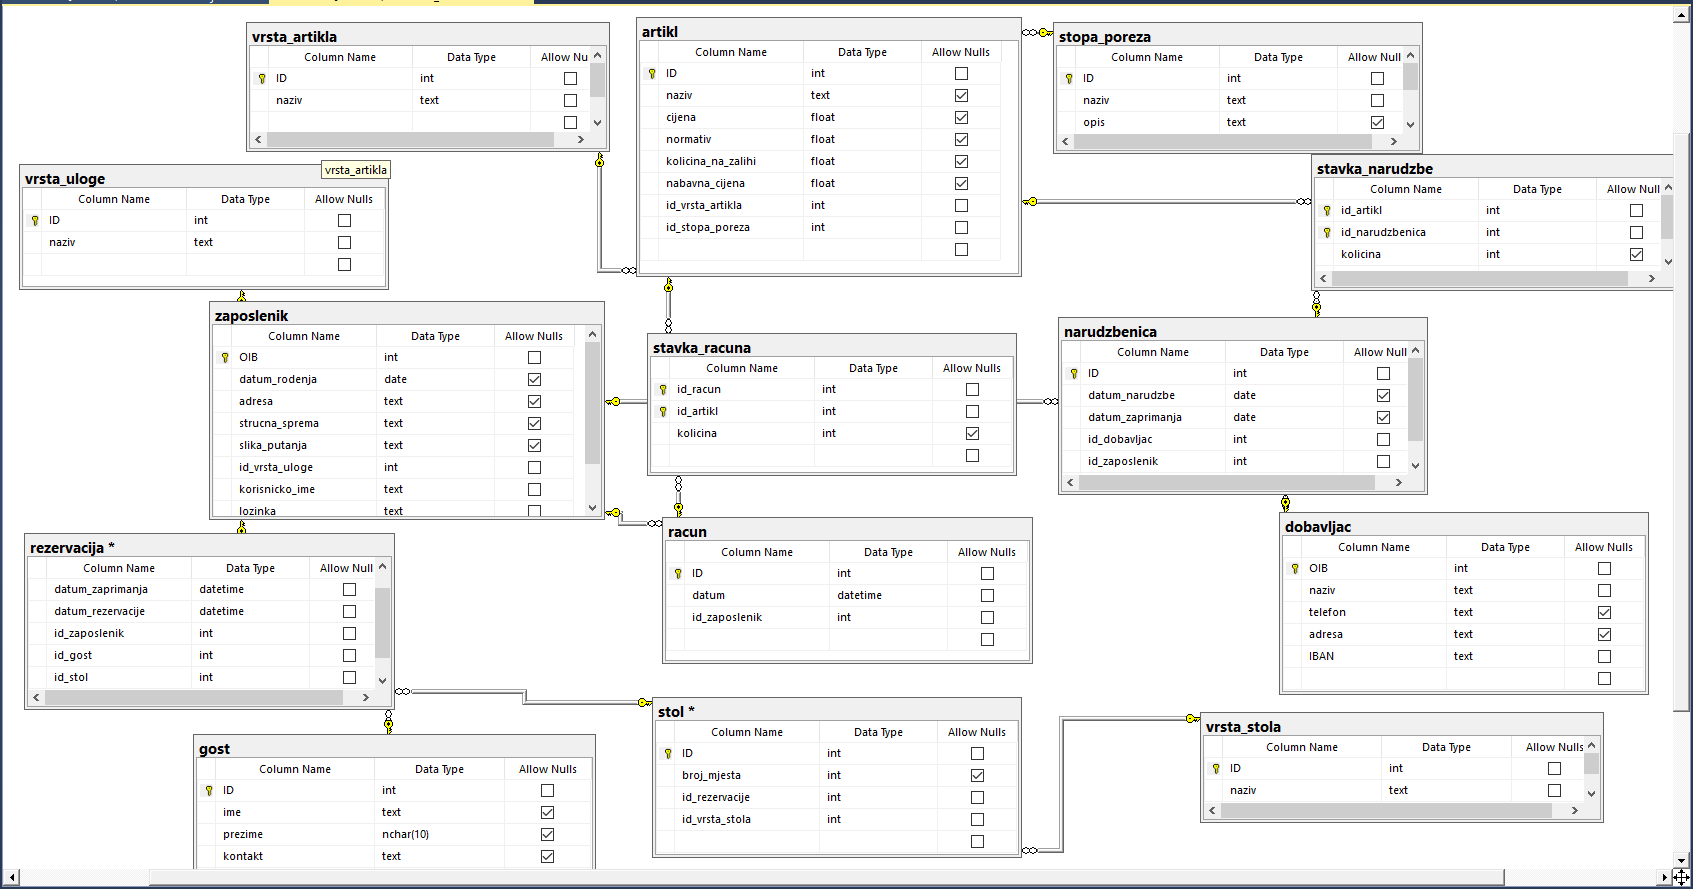 vrsta_artikla
Column Name Data Type Allow Nu
ID int
naziv text
artikl
Column Name Data Type Allow Nulls
ID int
naziv text
cijena float
normativ float
kolicina_na_zalihi float
nabavna_cijena float
id_vrsta_artikla int
id_stopa_poreza int
stopa_poreza
Column Name Data Type Allow Null
ID int
naziv text
opis text
vrsta_artikla
vrsta_uloge
Column Name Data Type Allow Nulls
ID int
naziv text
stavka_narudzbe
Column Name Data Type Allow Null
id_artikl int
id_narudzbenica int
kolicina int
zaposlenik
Column Name Data Type Allow Nulls
OIB int
datum_rodenja date
adresa text
strucna_sprema text
slika_putanja text
id_vrsta_uloge int
korisnicko_ime text
lozinka text
stavka_racuna
Column Name Data Type Allow Nulls
id_racun int
id_artikl int
kolicina int
narudzbenica
Column Name Data Type Allow Null
ID int
datum_narudzbe date
datum_zaprimanja date
id_dobavljac int
id_zaposlenik int
rezervacija *
Column Name Data Type Allow Null
datum_zaprimanja datetime
datum_rezervacije datetime
id_zaposlenik int
id_gost int
id_stol int
racun
Column Name Data Type Allow Nulls
ID int
datum datetime
id_zaposlenik int
dobavljac
Column Name Data Type Allow Nulls
OIB int
naziv text
telefon text
adresa text
IBAN text
gost
Column Name Data Type Allow Nulls
ID int
ime text
prezime nchar(10)
kontakt text
stol *
Column Name Data Type Allow Nulls
ID int
broj_mjesta int
id_rezervacije int
id_vrsta_stola int
vrsta_stola
Column Name Data Type Allow Nulls
ID int
naziv text